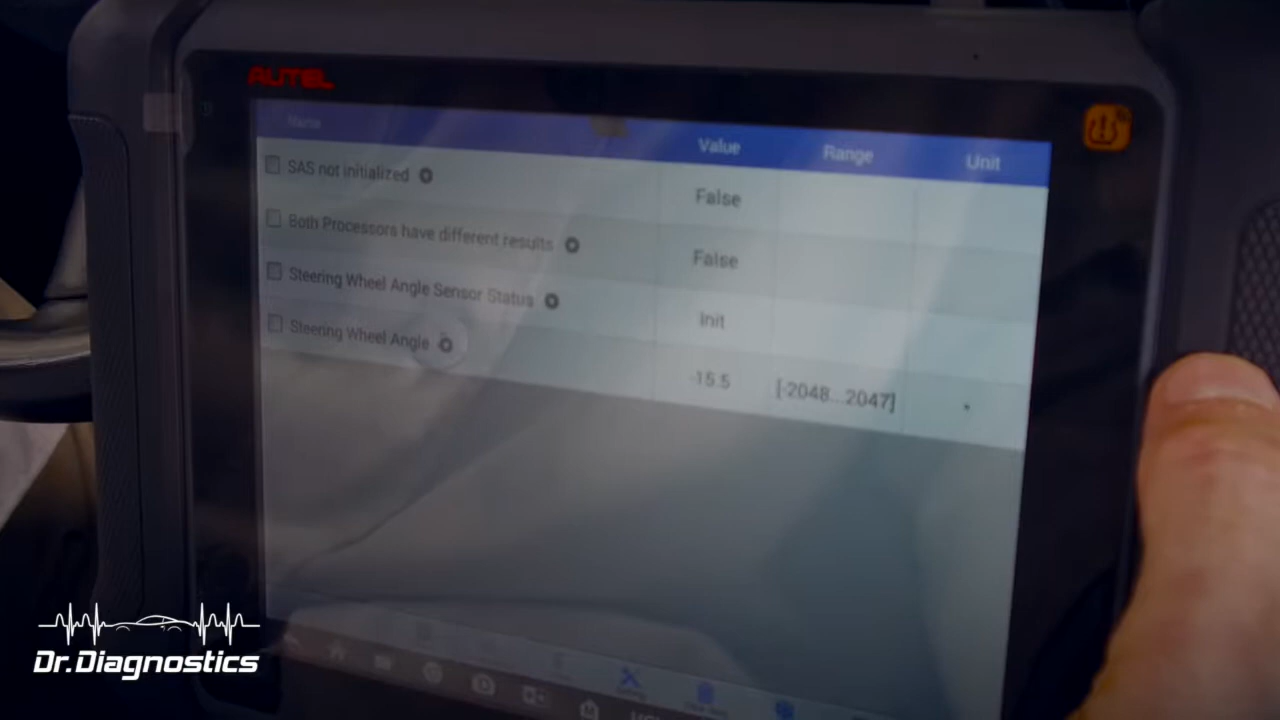 AUTEL
Name Value Range Unit
SAS not initialized False
Both Processors have different results False
Steering Wheel Angle Sensor Status Init
Steering Wheel Angle -15.5 [-2048...2047] °
Dr.Diagnostics